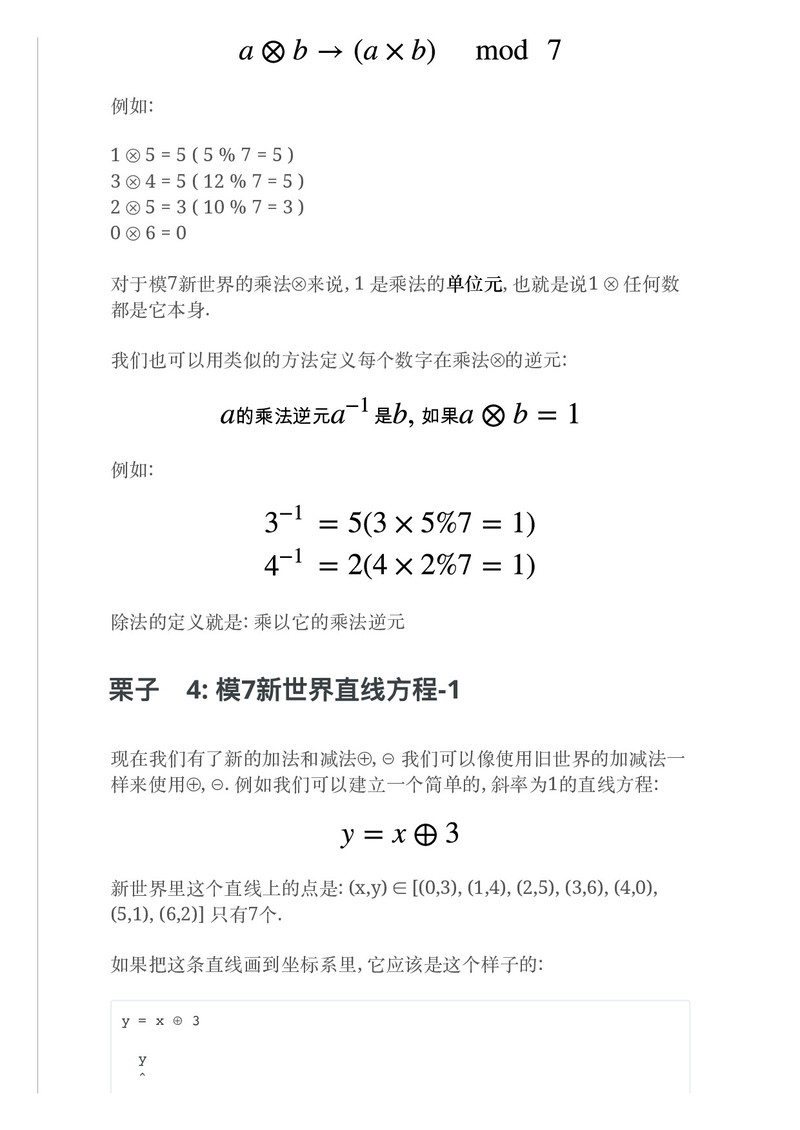 a ⊗ b → (a × b) mod 7
例如:
1 ⊗ 5 = 5 ( 5 % 7 = 5 )
3 ⊗ 4 = 5 ( 12 % 7 = 5 )
2 ⊗ 5 = 3 ( 10 % 7 = 3 )
0 ⊗ 6 = 0
对于模7新世界的乘法⊗来说, 1 是乘法的单位元, 也就是说1 ⊗ 任何数
都是它本身.
我们也可以用类似的方法定义每个数字在乘法⊗的逆元:
a的乘法逆元a⁻¹是b, 如果a ⊗ b = 1
例如:
3⁻¹ = 5(3 × 5%7 = 1)
4⁻¹ = 2(4 × 2%7 = 1)
除法的定义就是: 乘以它的乘法逆元
栗子 4: 模7新世界直线方程-1
现在我们有了新的加法和减法⊕, ⊖ 我们可以像使用旧世界的加减法一
样来使用⊕, ⊖. 例如我们可以建立一个简单的, 斜率为1的直线方程:
y = x ⊕ 3
新世界里这个直线上的点是: (x,y) ∈ [(0,3), (1,4), (2,5), (3,6), (4,0),
(5,1), (6,2)] 只有7个.
如果把这条直线画到坐标系里, 它应该是这个样子的:
y = x ⊕ 3
y
^